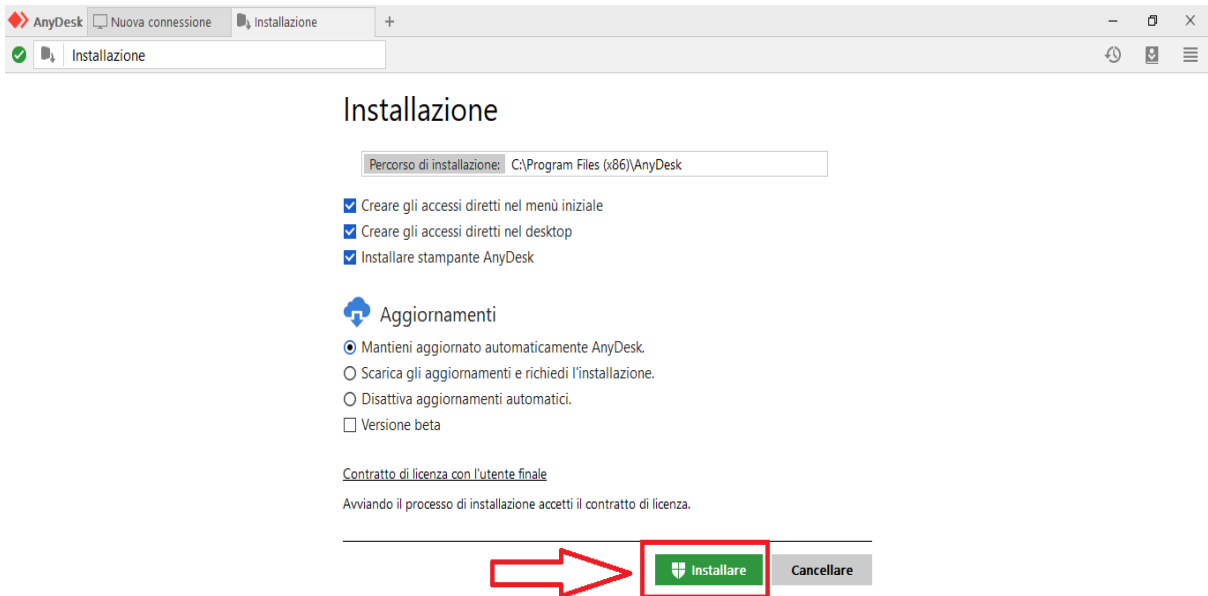 AnyDesk Nuova connessione Installazione +
Installazione
Installazione
Percorso di installazione: C:\Program Files (x86)\AnyDesk
Creare gli accessi diretti nel menù iniziale
Creare gli accessi diretti nel desktop
Installare stampante AnyDesk
Aggiornamenti
Mantieni aggiornato automaticamente AnyDesk.
Scarica gli aggiornamenti e richiedi l'installazione.
Disattiva aggiornamenti automatici.
Versione beta
Contratto di licenza con l'utente finale
Avviando il processo di installazione accetti il contratto di licenza.
Installare Cancellare